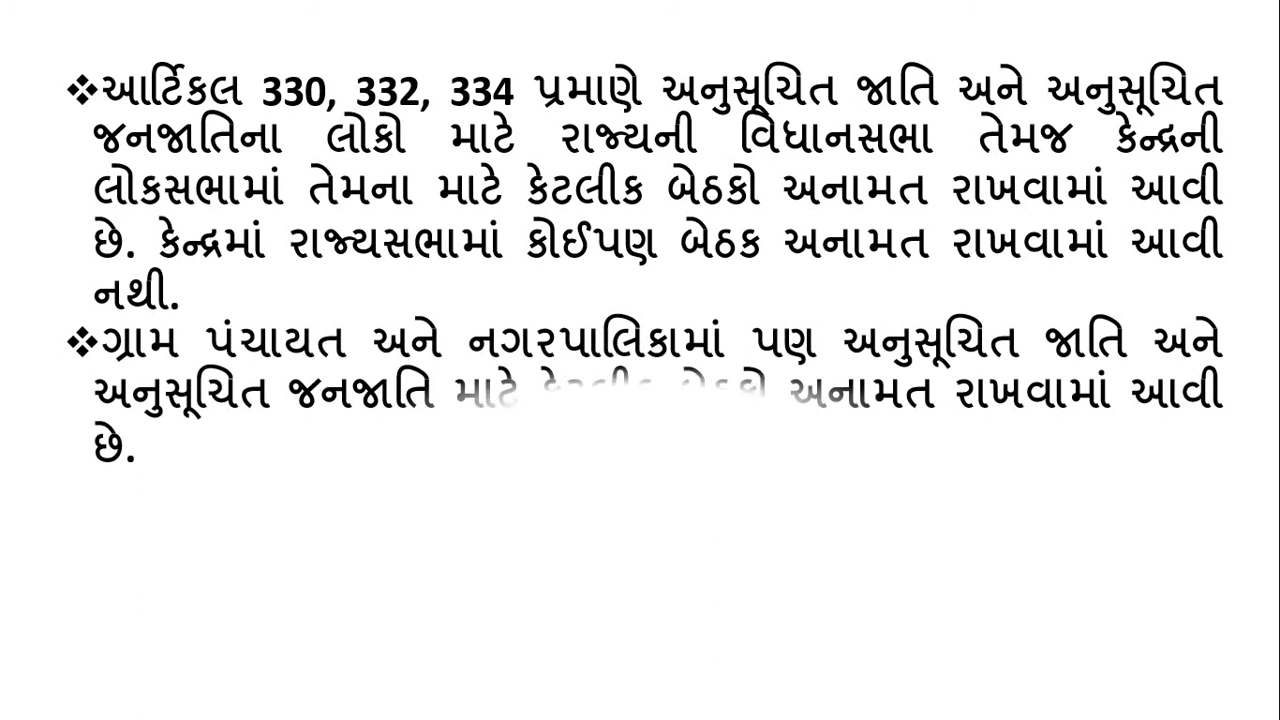 ❖આર્ટિકલ 330, 332, 334 પ્રમાણે અનુસૂચિત જાતિ અને અનુસૂચિત
જનજાતિના લોકો માટે રાજ્યની વિધાનસભા તેમજ કેન્દ્રની
લોકસભામાં તેમના માટે કેટલીક બેઠકો અનામત રાખવામાં આવી
છે. કેન્દ્રમાં રાજ્યસભામાં કોઈપણ બેઠક અનામત રાખવામાં આવી
નથી.
❖ગ્રામ પંચાયત અને નગરપાલિકામાં પણ અનુસૂચિત જાતિ અને
અનુસૂચિત જનજાતિ માટે કેટલીક બેઠકો અનામત રાખવામાં આવી
છે.